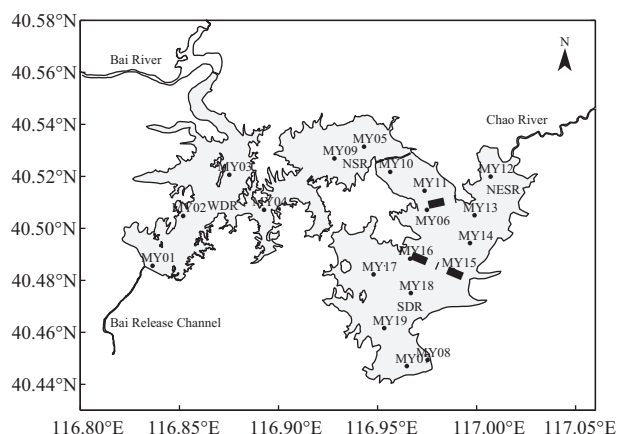 40.58°N
40.56°N
40.54°N
40.52°N
40.50°N
40.48°N
40.46°N
40.44°N
N
Bai River
Chao River
MY05
MY09
NSR
MY10
MY12
MY03
MY11
NESR
MY02
WDR
MY04
MY06
MY13
MY14
MY01
MY16
MY15
MY17
MY18
SDR
Bai Release Channel
MY19
MY07
MY08
116.80°E
116.85°E
116.90°E
116.95°E
117.00°E
117.05°E